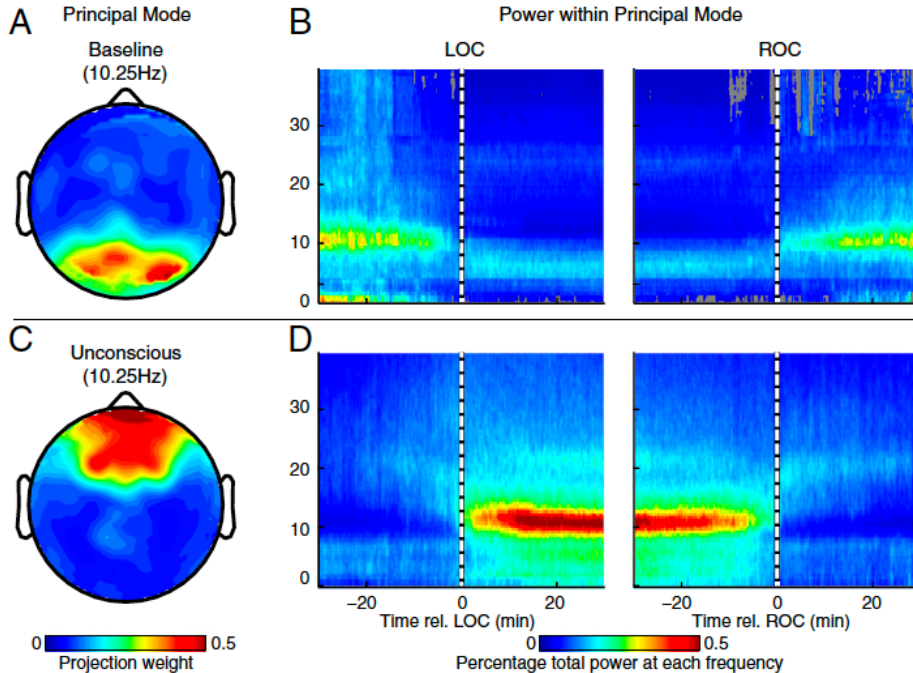 A
Principal Mode
Baseline
(10.25Hz)
B
Power within Principal Mode
LOC
ROC
30
20
10
0
C
Unconscious
(10.25Hz)
D
30
20
10
0
−20
0
20
−20
0
20
Time rel. LOC (min)
Time rel. ROC (min)
0
0.5
Projection weight
0
0.5
Percentage total power at each frequency